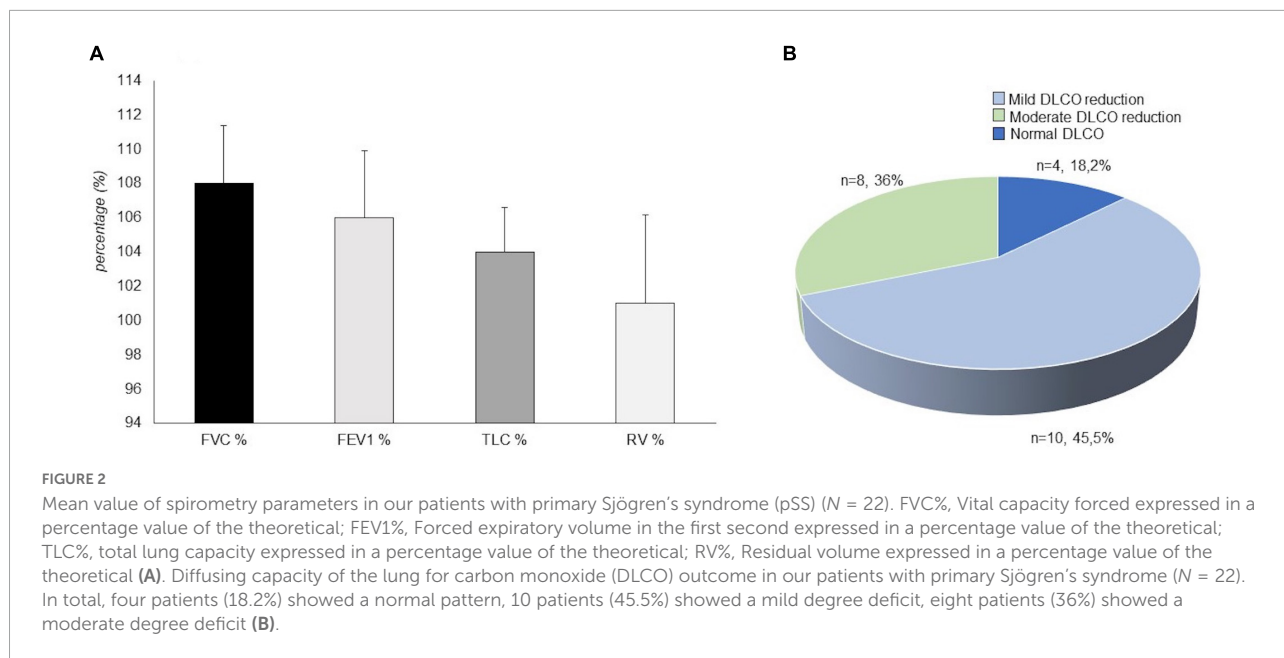 A
114
112
110
108
106
104
102
100
98
96
94
percentage (%)
FVC %
FEV1 %
TLC %
RV %
B
Mild DLCO reduction
Moderate DLCO reduction
Normal DLCO
n=4, 18,2%
n=8, 36%
n=10, 45,5%
FIGURE 2
Mean value of spirometry parameters in our patients with primary Sjögren’s syndrome (pSS) (N = 22). FVC%, Vital capacity forced expressed in a
percentage value of the theoretical; FEV1%, Forced expiratory volume in the first second expressed in a percentage value of the theoretical;
TLC%, total lung capacity expressed in a percentage value of the theoretical; RV%, Residual volume expressed in a percentage value of the
theoretical (A). Diffusing capacity of the lung for carbon monoxide (DLCO) outcome in our patients with primary Sjögren’s syndrome (N = 22).
In total, four patients (18.2%) showed a normal pattern, 10 patients (45.5%) showed a mild degree deficit, eight patients (36%) showed a
moderate degree deficit (B).